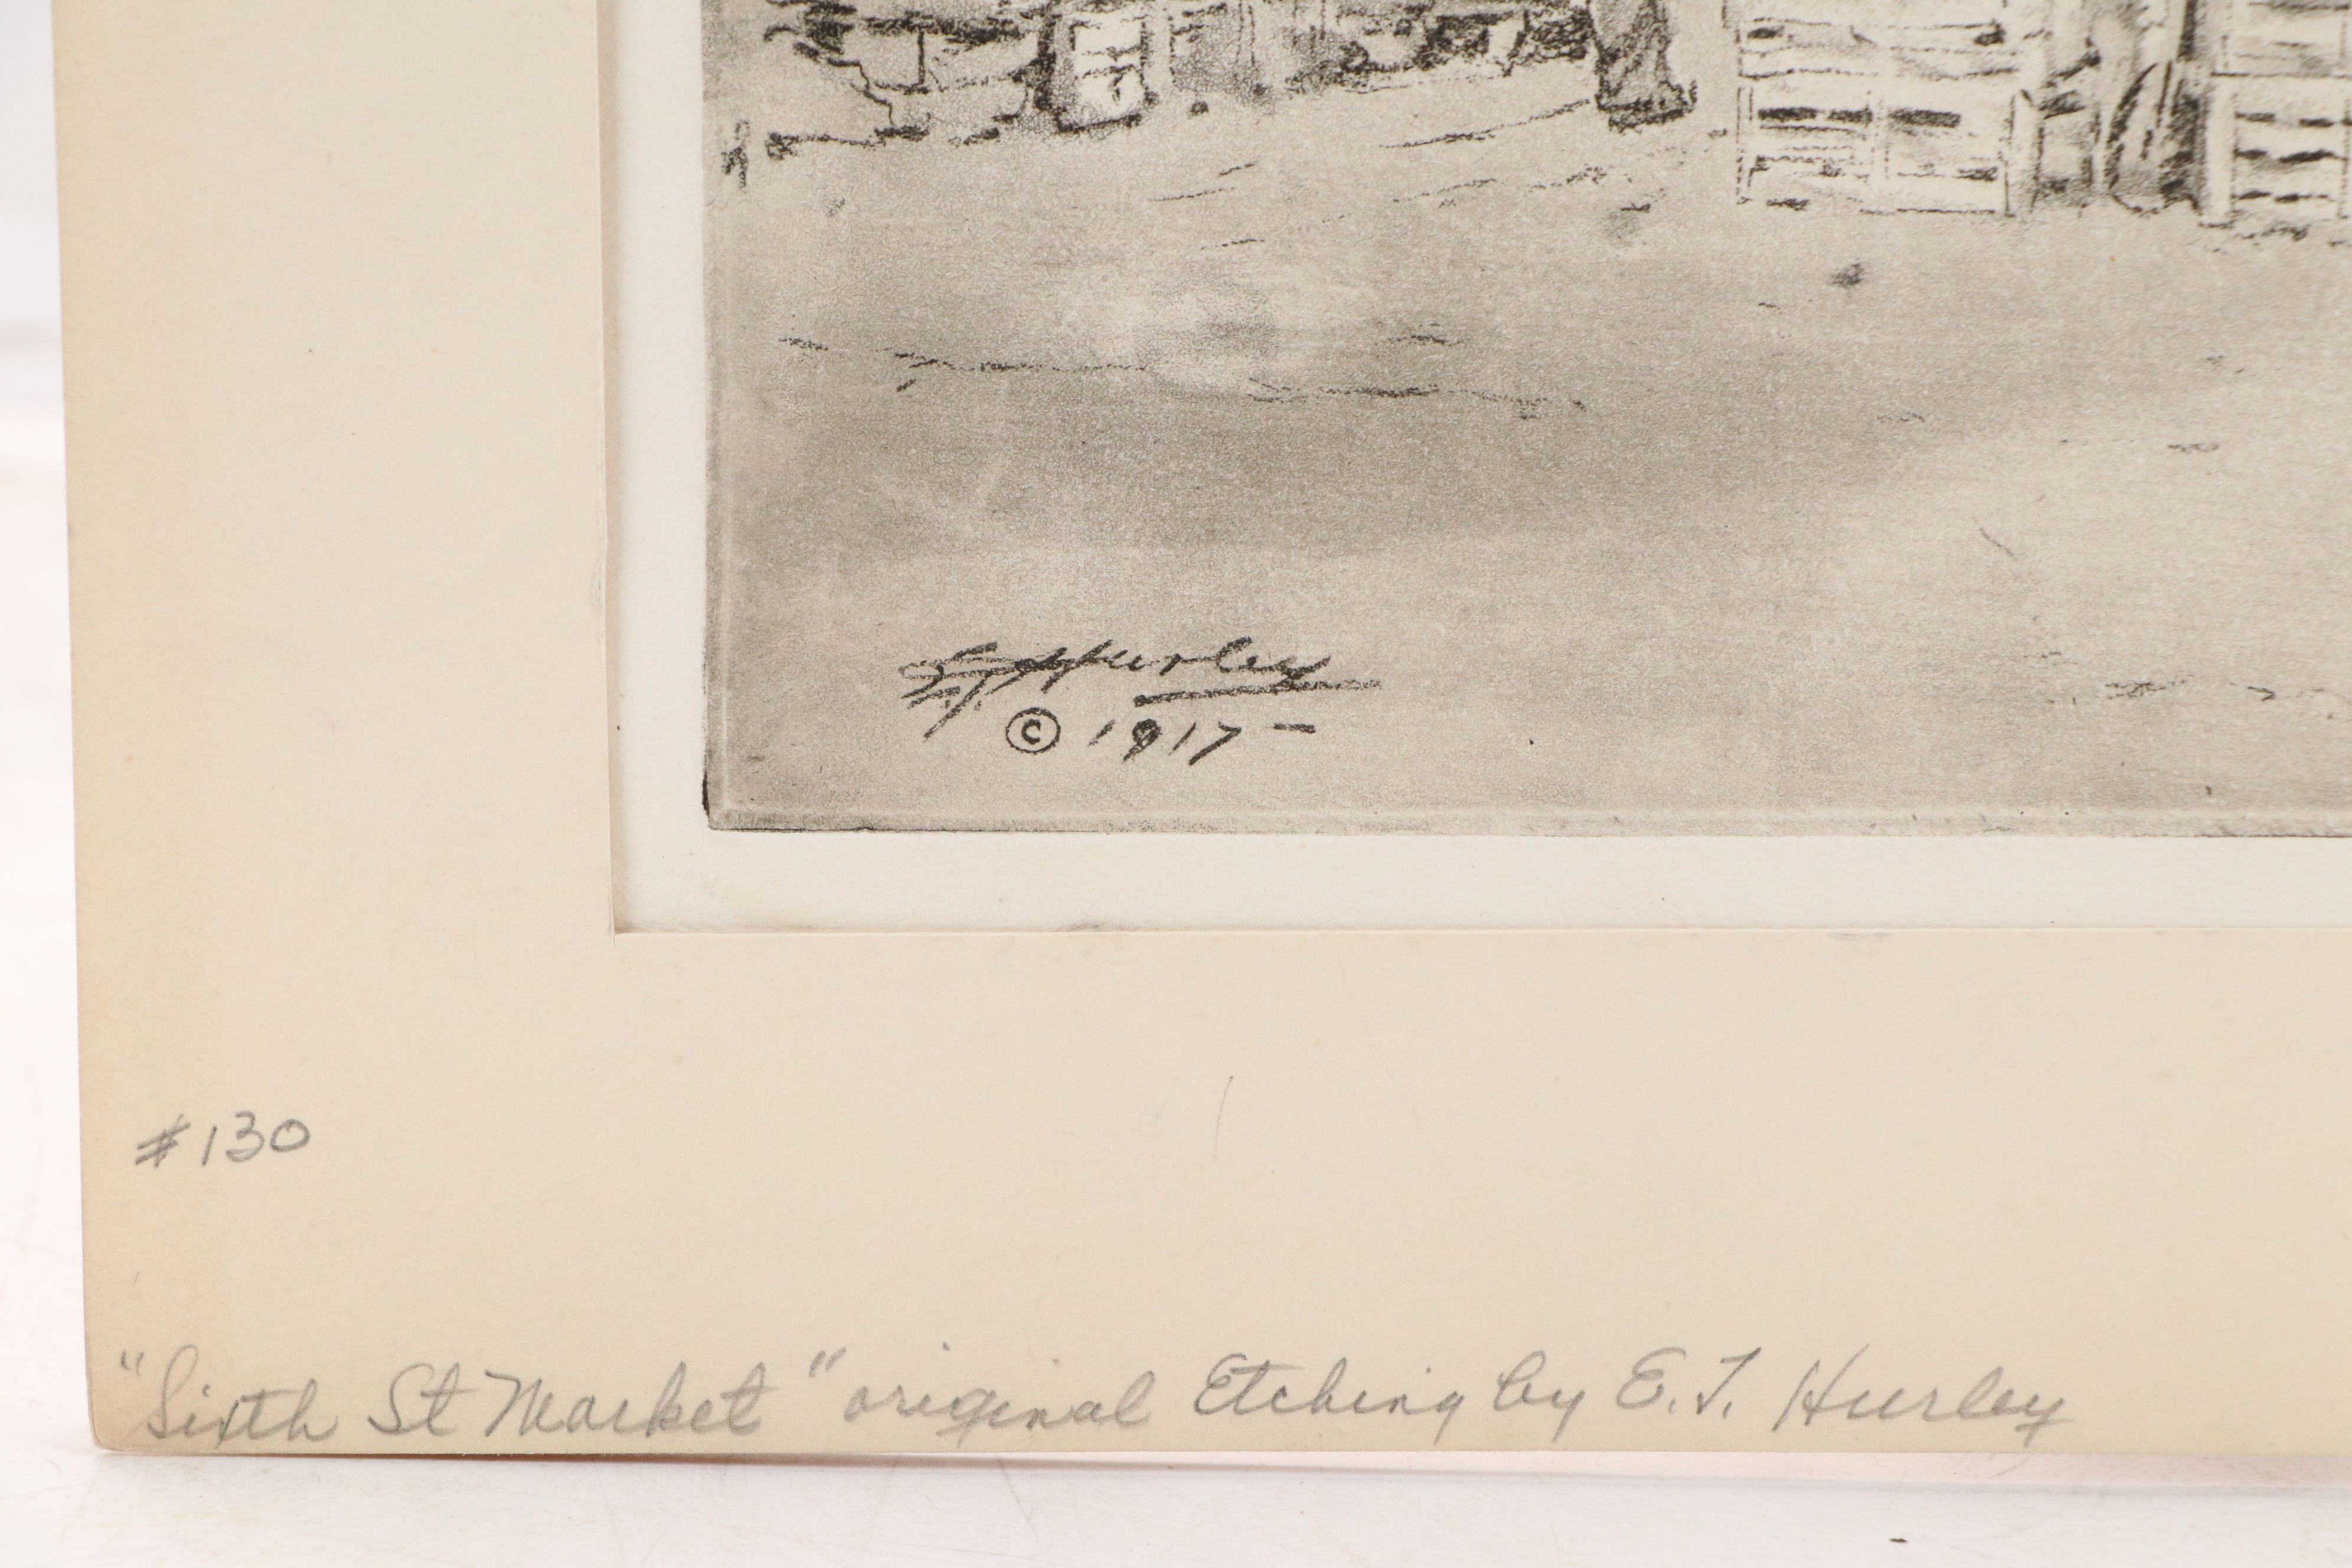 E.T. Hurley
© 1917 -
#130
"Sixth St Market" original Etching by E.T. Hurley